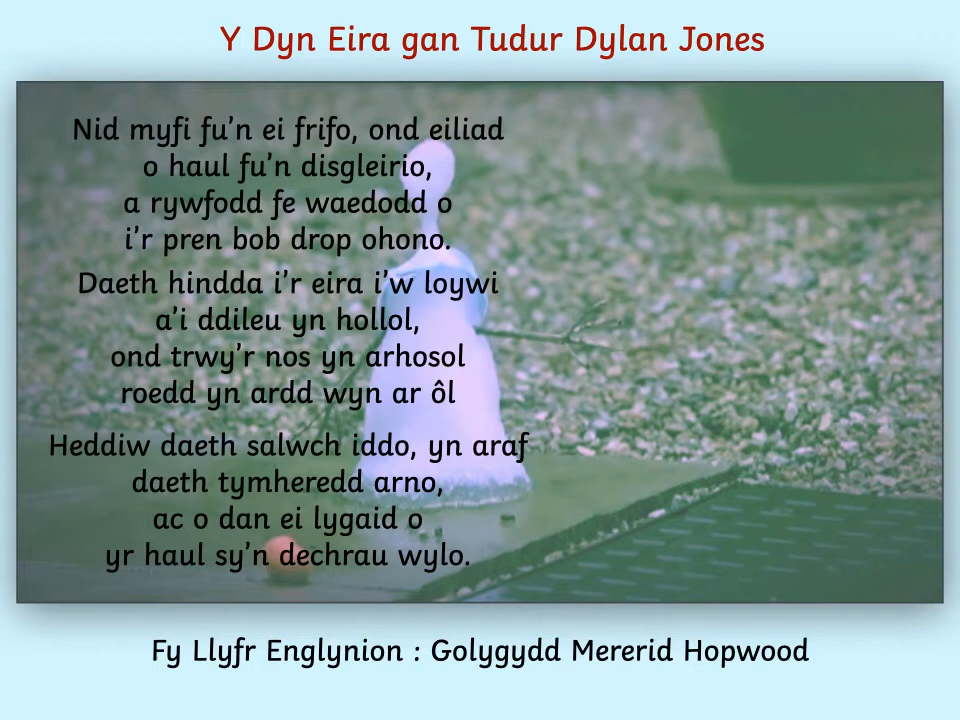 Y Dyn Eira gan Tudur Dylan Jones
Nid myfi fu'n ei frifo, ond eiliad
o haul fu'n disgleirio,
a rywfodd fe waedodd o
i'r pren bob drop ohono.
Daeth hindda i'r eira i'w loywi
a'i ddileu yn hollol,
ond trwy'r nos yn arhosol
roedd yn ardd wyn ar ôl
Heddiw daeth salwch iddo, yn araf
daeth tymheredd arno,
ac o dan ei lygaid o
yr haul sy'n dechrau wylo.
Fy Llyfr Englynion : Golygydd Mererid Hopwood